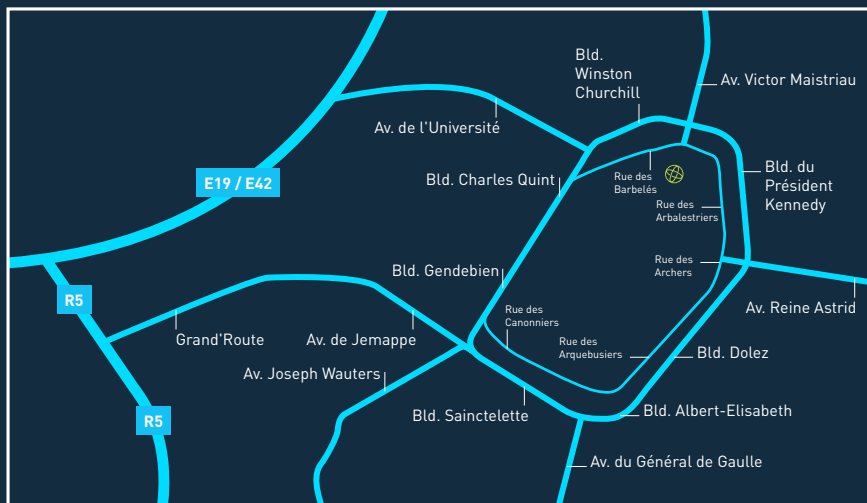 Bld.
Winston
Churchill
Av. Victor Maistriau
Av. de l'Université
Bld. Charles Quint
Rue des
Barbelés
Bld. du
Président
Kennedy
E19 / E42
Rue des
Arbalestriers
Bld. Gendebien
Rue des
Archers
R5
Av. Reine Astrid
Grand'Route
Av. de Jemappe
Rue des
Canonniers
Rue des
Arquebusiers
Bld. Dolez
Av. Joseph Wauters
Bld. Sainctelette
Bld. Albert-Elisabeth
R5
Av. du Général de Gaulle